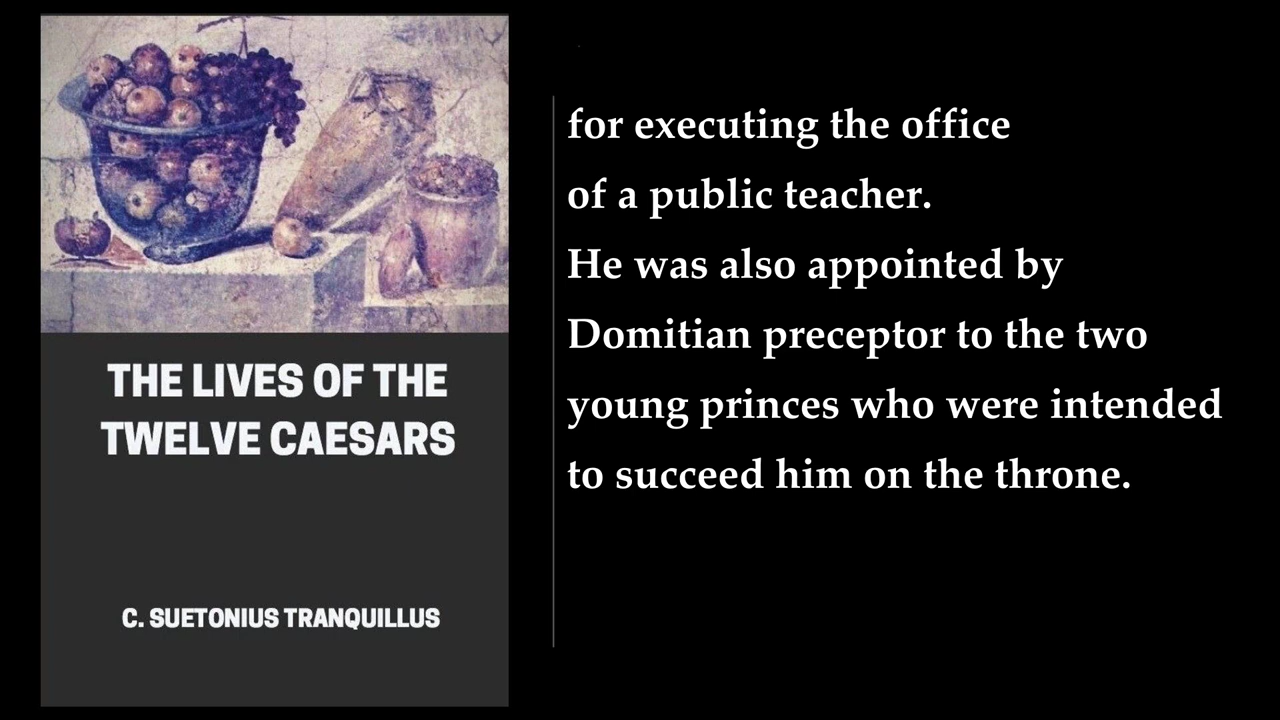 THE LIVES OF THE
TWELVE CAESARS
C. SUETONIUS TRANQUILLUS
for executing the office
of a public teacher.
He was also appointed by
Domitian preceptor to the two
young princes who were intended
to succeed him on the throne.